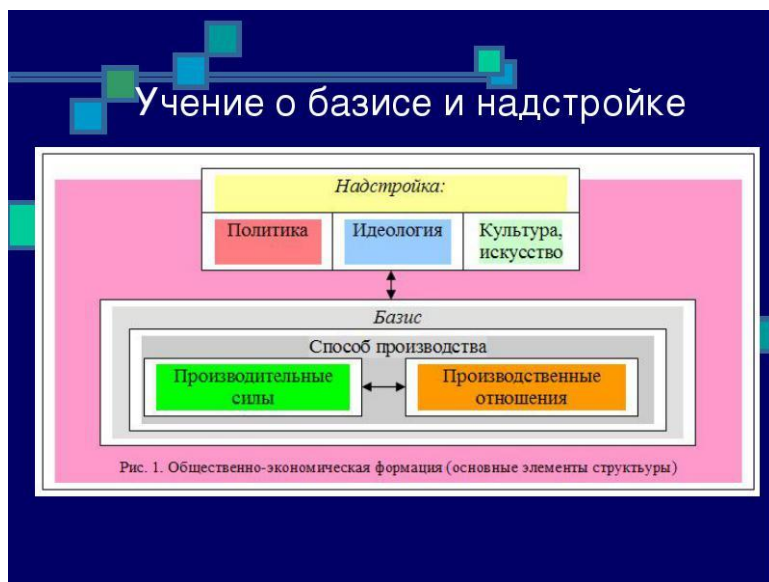 Учение о базисе и надстройке
Надстройка:
Политика
Идеология
Культура,
искусство
Базис
Способ производства
Производительные
силы
Производственные
отношения
Рис. 1. Общественно-экономическая формация (основные элементы структьуры)